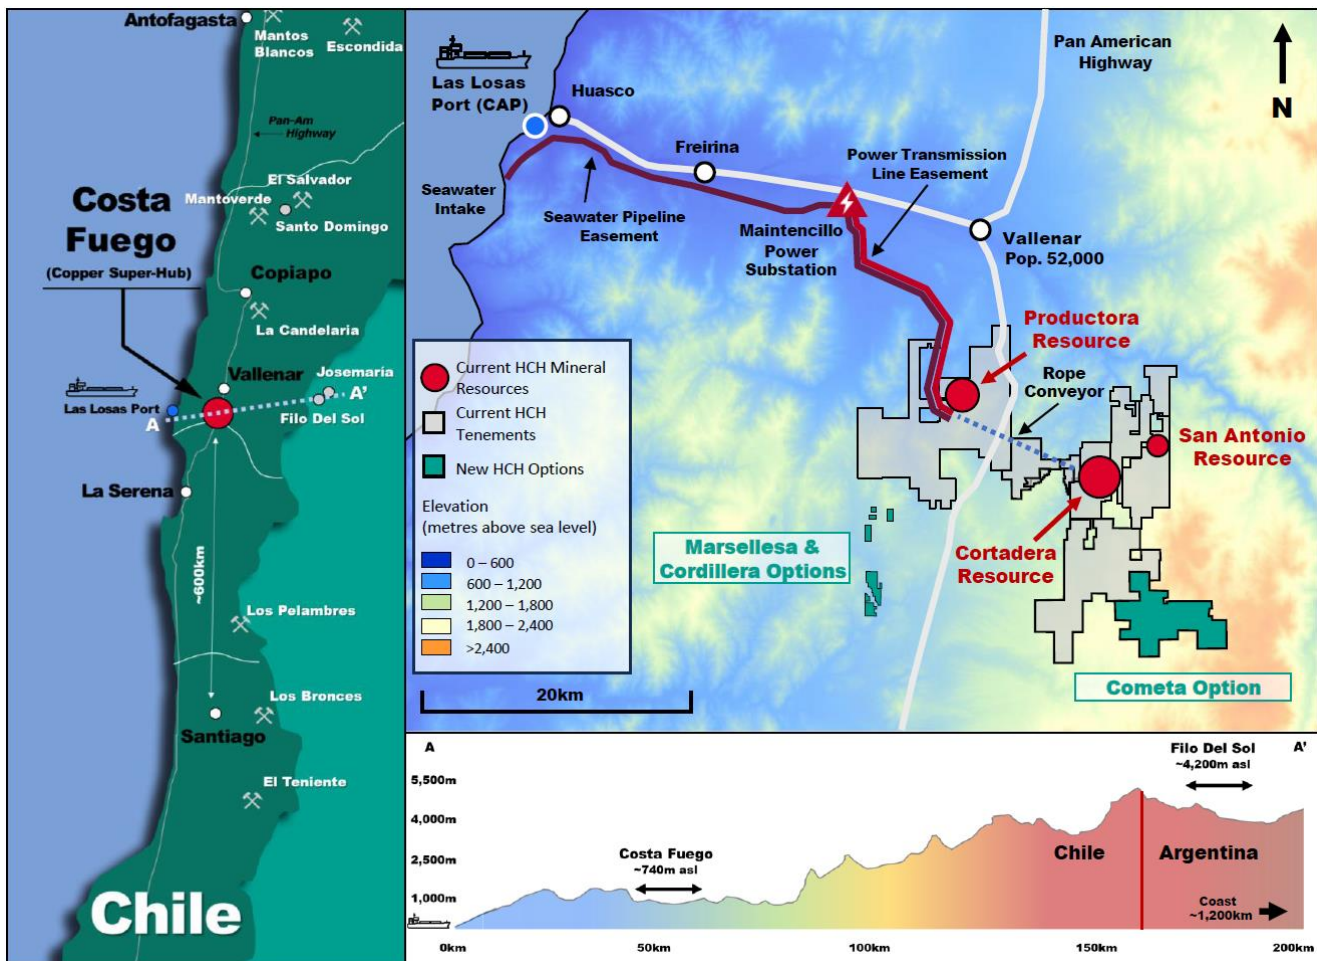 Antofagasta
Mantos
Blancos
Escondida
Pan-Am
Highway
El Salvador
Mantoverde
Santo Domingo
Costa
Fuego
(Copper Super-Hub)
Copiapo
La Candelaria
Vallenar
Josemaria
Las Losas Port
A
A'
Filo Del Sol
La Serena
~600km
Los Pelambres
Los Bronces
Santiago
El Teniente
Chile
Las Losas
Port (CAP)
Huasco
Pan American
Highway
N
Freirina
Power Transmission
Line Easement
Seawater
Intake
Seawater Pipeline
Easement
Maintencillo
Power
Substation
Vallenar
Pop. 52,000
Productora
Resource
Rope
Conveyor
San Antonio
Resource
Cortadera
Resource
Marsellesa &
Cordillera Options
Cometa Option
Current HCH Mineral
Resources
Current HCH
Tenements
New HCH Options
Elevation
(metres above sea level)
0 – 600
600 – 1,200
1,200 – 1,800
1,800 – 2,400
>2,400
20km
A
Filo Del Sol
~4,200m asl
A'
5,500m
4,000m
2,500m
1,000m
Costa Fuego
~740m asl
Chile
Argentina
Coast
~1,200km
0km
50km
100km
150km
200km